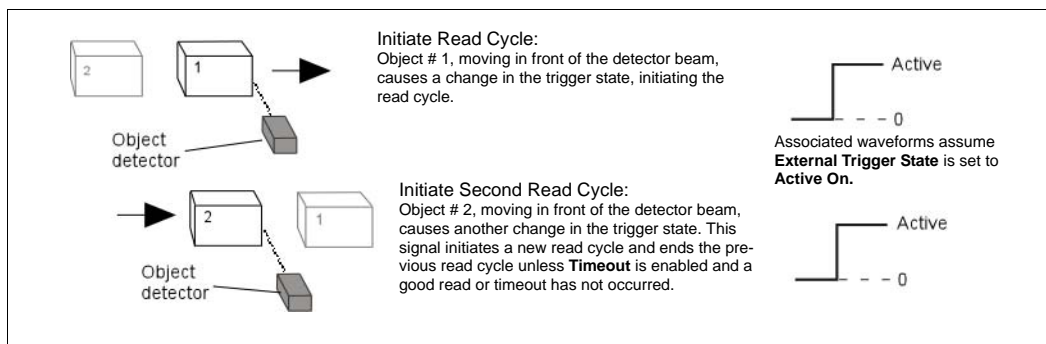 2
1
Object
detector
Initiate Read Cycle:
Object # 1, moving in front of the detector beam,
causes a change in the trigger state, initiating the
read cycle.
Active
0
Associated waveforms assume
External Trigger State is set to
Active On.
2
1
Object
detector
Initiate Second Read Cycle:
Object # 2, moving in front of the detector beam,
causes another change in the trigger state. This
signal initiates a new read cycle and ends the pre-
vious read cycle unless Timeout is enabled and a
good read or timeout has not occurred.
Active
0